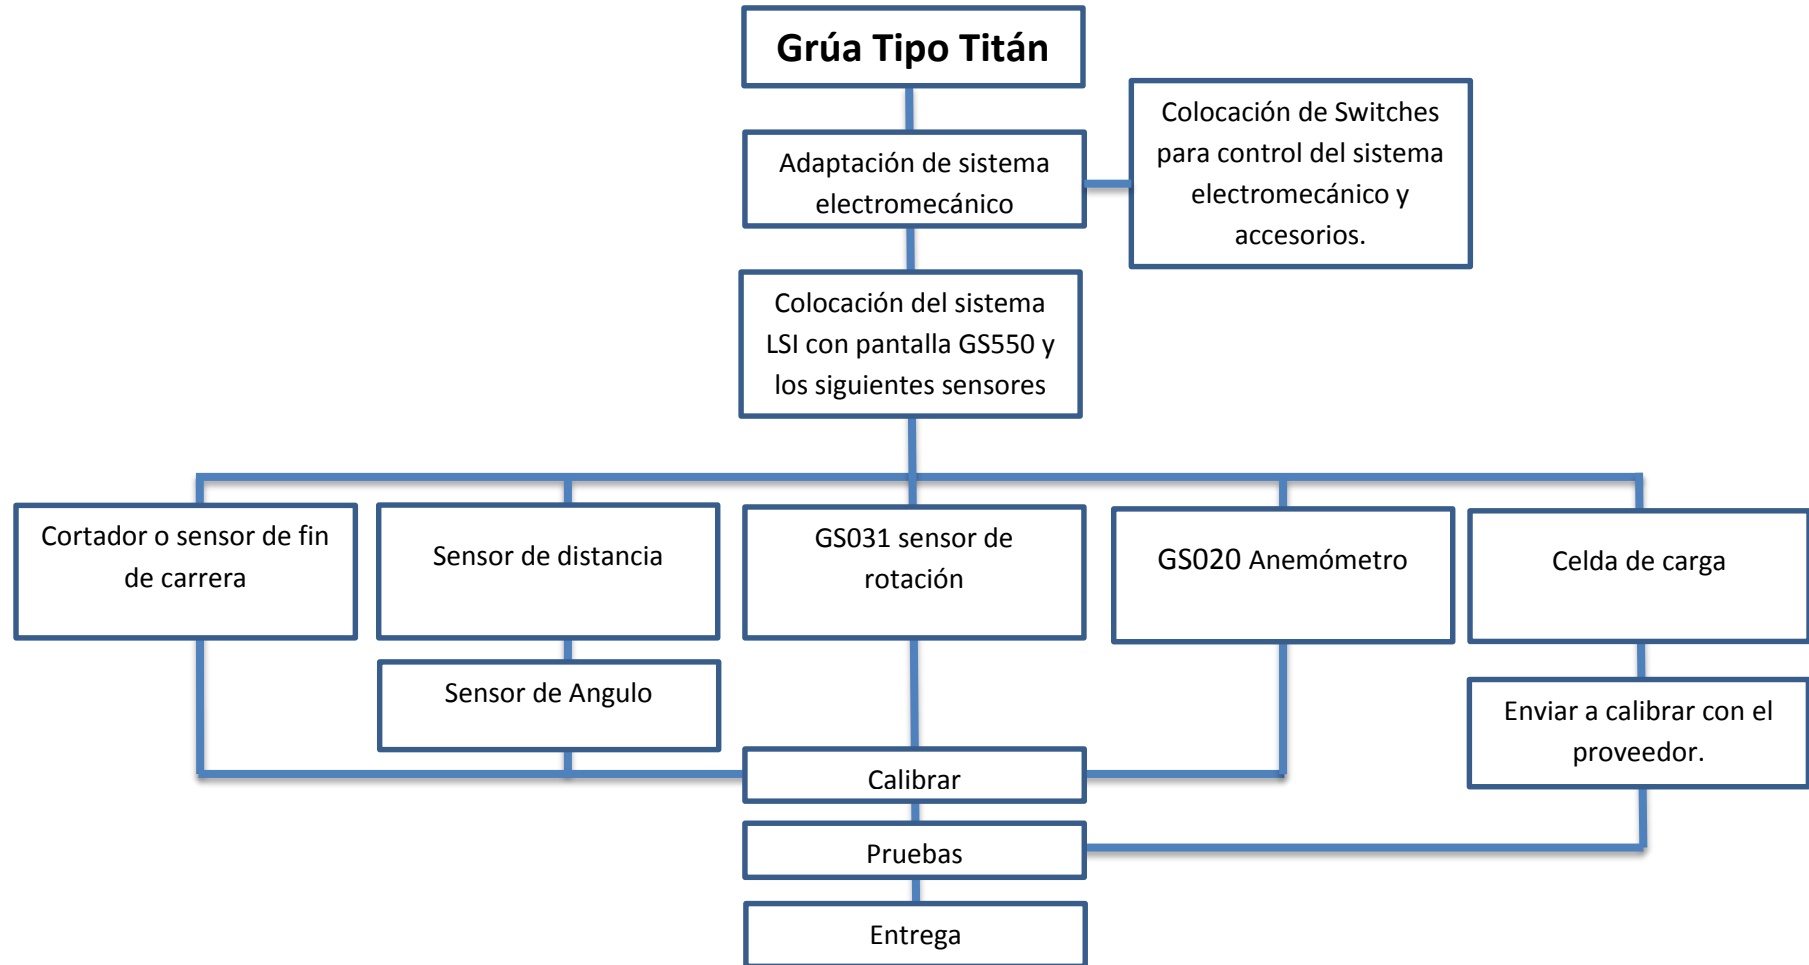 Grúa Tipo Titán
Colocación de Switches
para control del sistema
electromecánico y
accesorios.
Adaptación de sistema
electromecánico
Colocación del sistema
LSI con pantalla GS550 y
los siguientes sensores
Cortador o sensor de fin
de carrera
Sensor de distancia
GS031 sensor de
rotación
GS020 Anemómetro
Celda de carga
Sensor de Angulo
Enviar a calibrar con el
proveedor.
Calibrar
Pruebas
Entrega